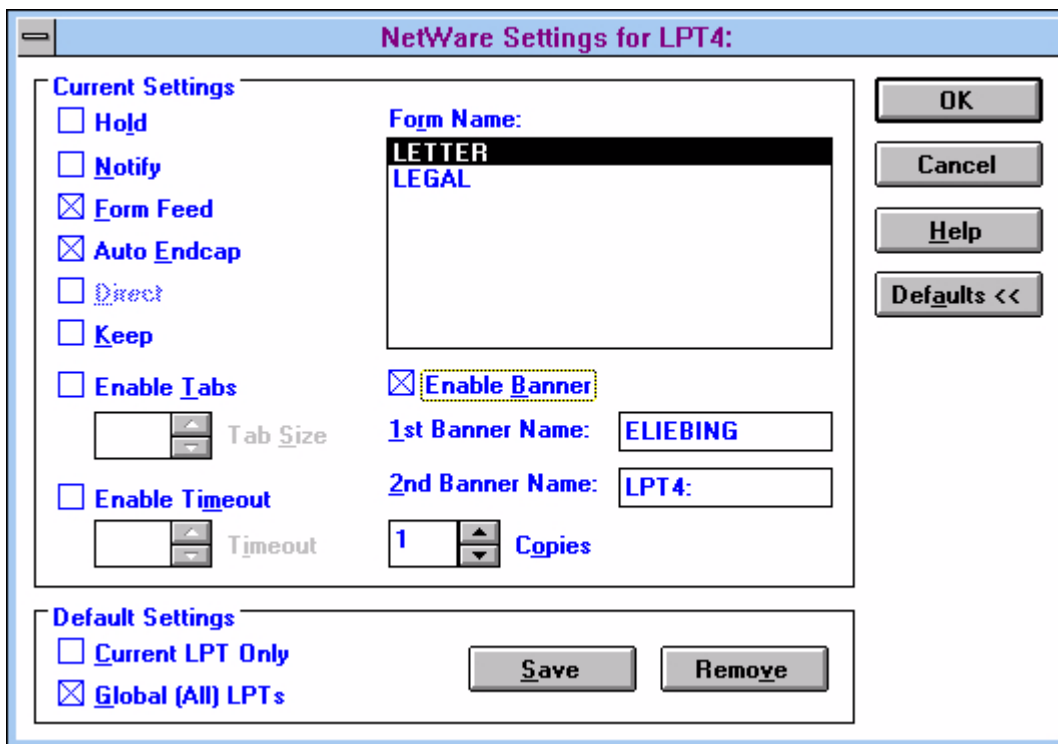 NetWare Settings for LPT4:
Current Settings
Hold
Notify
Form Feed
Auto Endcap
Direct
Keep
Enable Tabs
Tab Size
Enable Timeout
Timeout
Form Name:
LETTER
LEGAL
Enable Banner
1st Banner Name: ELIEBING
2nd Banner Name: LPT4:
1 Copies
OK
Cancel
Help
Defaults <<
Default Settings
Current LPT Only
Global (All) LPTs
Save
Remove